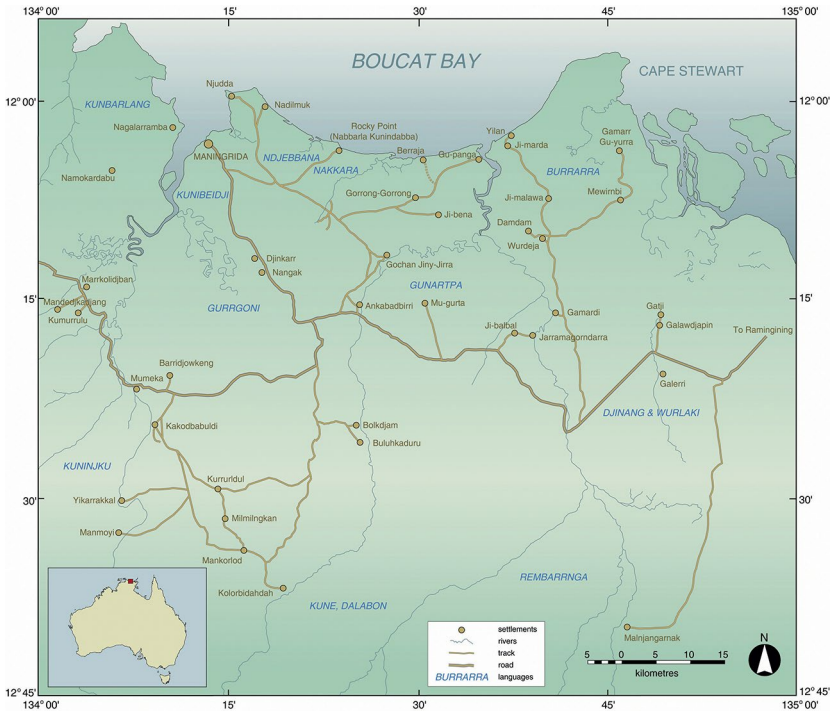 134° 00'
15'
30'
45'
135° 00'
BOUCAT BAY
CAPE STEWART
12° 00'
12° 00'
KUNBARLANG
Njudda
Nadilmuk
Nagalarramba
Rocky Point
(Nabbarla Kunindabba)
MANINGRIDA
NDJEBBANA
NAKKARA
Berraja
Gu-panga
Yilan
Ji-marda
Gamarr
Gu-yurra
BURRARRA
Namokardabu
KUNIBEIDJI
Gorrong-Gorrong
Ji-bena
Ji-malawa
Mewirnbi
Damdam
Wurdeja
Djinkarr
Nangak
Gochan Jiny-Jirra
GUNARTPA
Marrkolidjban
Mandedjkadjang
Kumurrulu
15'
15'
GURRGONI
Ankabadbirri
Mu-gurta
Gamardi
Gatji
Galawdjapin
Ji-balbal
Jarramagorndarra
To Ramingining
Barridjowkeng
Mumeka
Galerri
Kakodbabuldi
Bolkdjam
Buluhkaduru
DJINANG & WURLAKI
KUNINJKU
Kurrurldul
Yikarrakkal
30'
30'
Milmilngkan
Manmoyi
Mankorlod
Kolorbidahdah
KUNE, DALABON
REMBARRNGA
Malnjangarnak
settlements
rivers
track
road
BURRARRA
languages
5 0 5 10 15
kilometres
N
12° 45'
12° 45'
134° 00'
15'
30'
45'
135° 00'